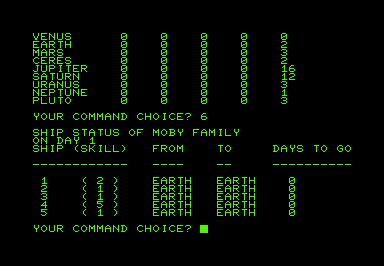 VENUS 0 0 0 0 0
EARTH 0 0 0 0 2
MARS 0 0 0 0 3
CERES 0 0 0 0 2
JUPITER 0 0 0 0 16
SATURN 0 0 0 0 12
URANUS 0 0 0 0 3
NEPTUNE 0 0 0 0 1
PLUTO 0 0 0 0 3
YOUR COMMAND CHOICE? 6
SHIP STATUS OF MOBY FAMILY
ON DAY 1
SHIP (SKILL) FROM TO DAYS TO GO
------------ ---- -- ----------
1 ( 2 ) EARTH EARTH 0
2 ( 1 ) EARTH EARTH 0
3 ( 1 ) EARTH EARTH 0
4 ( 5 ) EARTH EARTH 0
5 ( 1 ) EARTH EARTH 0
YOUR COMMAND CHOICE?